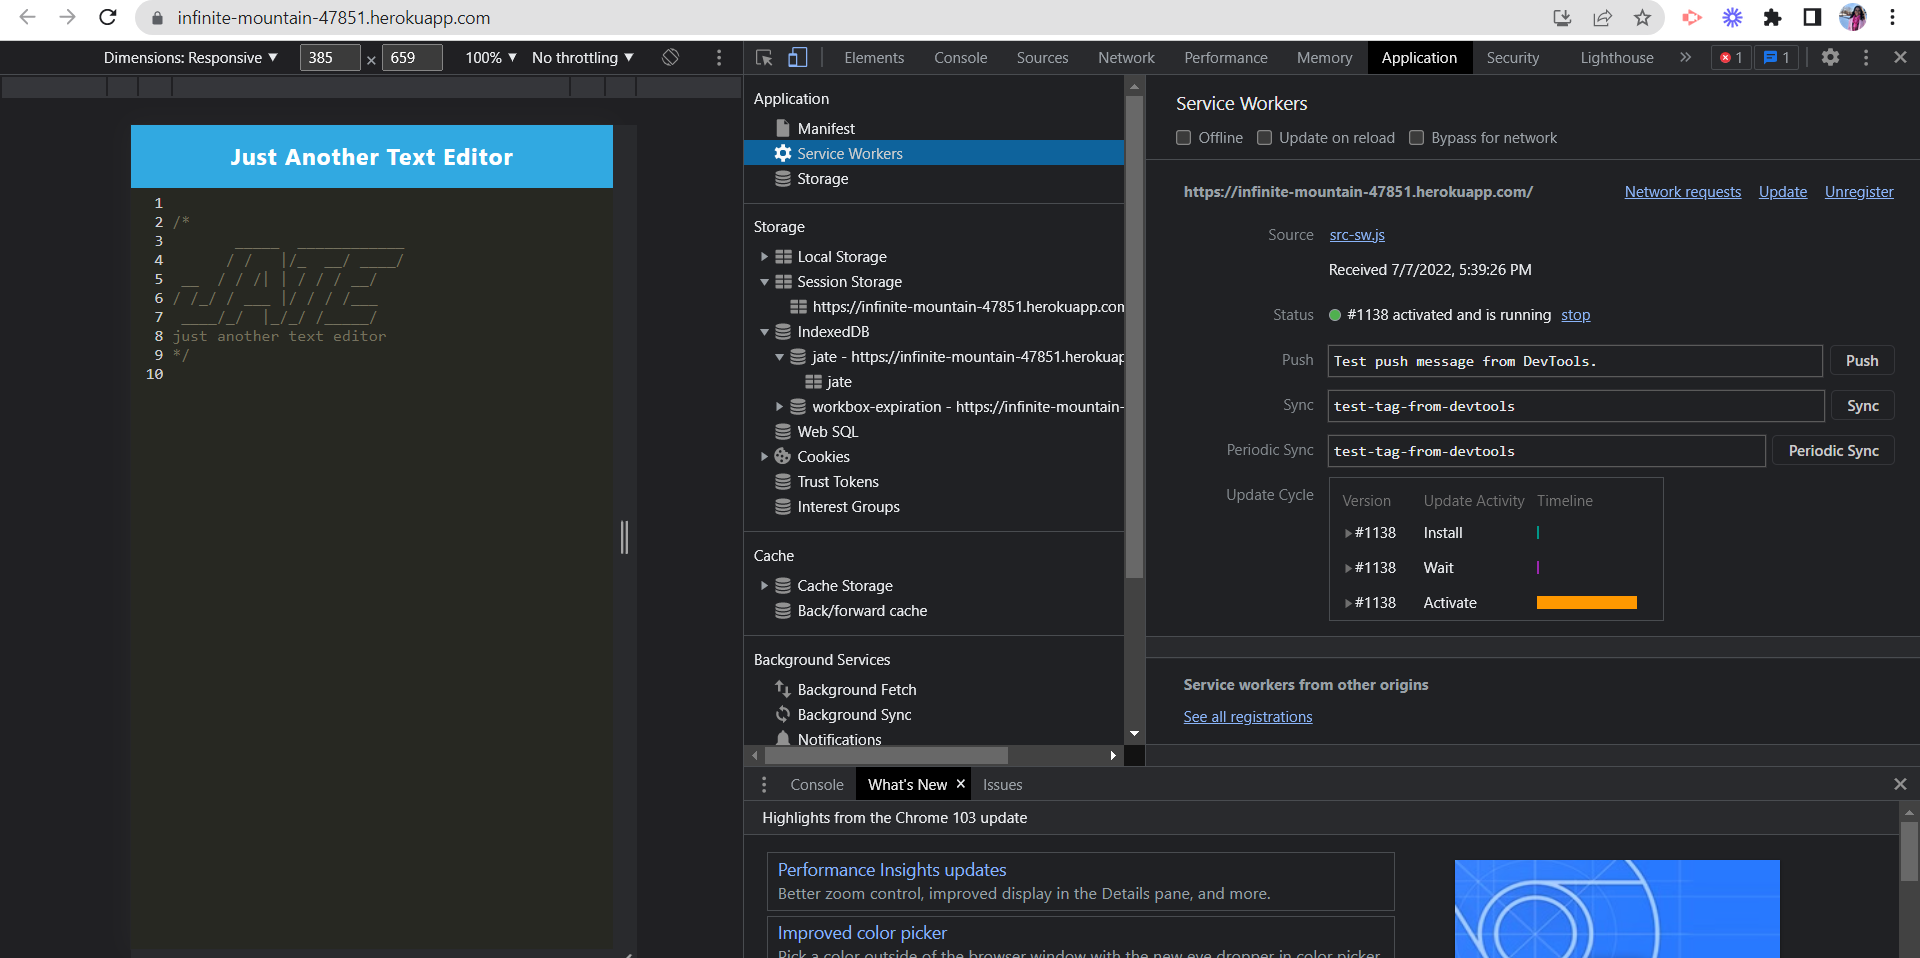 infinite-mountain-47851.herokuapp.com
Dimensions: Responsive ▼ 385 × 659 100% ▼ No throttling ▼
Elements Console Sources Network Performance Memory Application Security Lighthouse » 1 1
Just Another Text Editor
1
2 /*
3        _____  ____________
4       / /   |/_  __/ ____/
5  __  / / /| | / / / __/
6 / /_/ / ___ |/ / / /___
7  ____/_/  |_/_/ /_____/
8 just another text editor
9 */
10
Application
Manifest
Service Workers
Storage
Storage
Local Storage
Session Storage
https://infinite-mountain-47851.herokuapp.com
IndexedDB
jate - https://infinite-mountain-47851.herokuap
jate
workbox-expiration - https://infinite-mountain-
Web SQL
Cookies
Trust Tokens
Interest Groups
Cache
Cache Storage
Back/forward cache
Background Services
Background Fetch
Background Sync
Notifications
Service Workers
Offline Update on reload Bypass for network
https://infinite-mountain-47851.herokuapp.com/ Network requests Update Unregister
Source src-sw.js
Received 7/7/2022, 5:39:26 PM
Status #1138 activated and is running stop
Push Test push message from DevTools. Push
Sync test-tag-from-devtools Sync
Periodic Sync test-tag-from-devtools Periodic Sync
Update Cycle Version Update Activity Timeline
#1138 Install
#1138 Wait
#1138 Activate
Service workers from other origins
See all registrations
Console What's New × Issues
Highlights from the Chrome 103 update
Performance Insights updates
Better zoom control, improved display in the Details pane, and more.
Improved color picker
Pick a color outside of the browser window with the new eye dropper in color picker